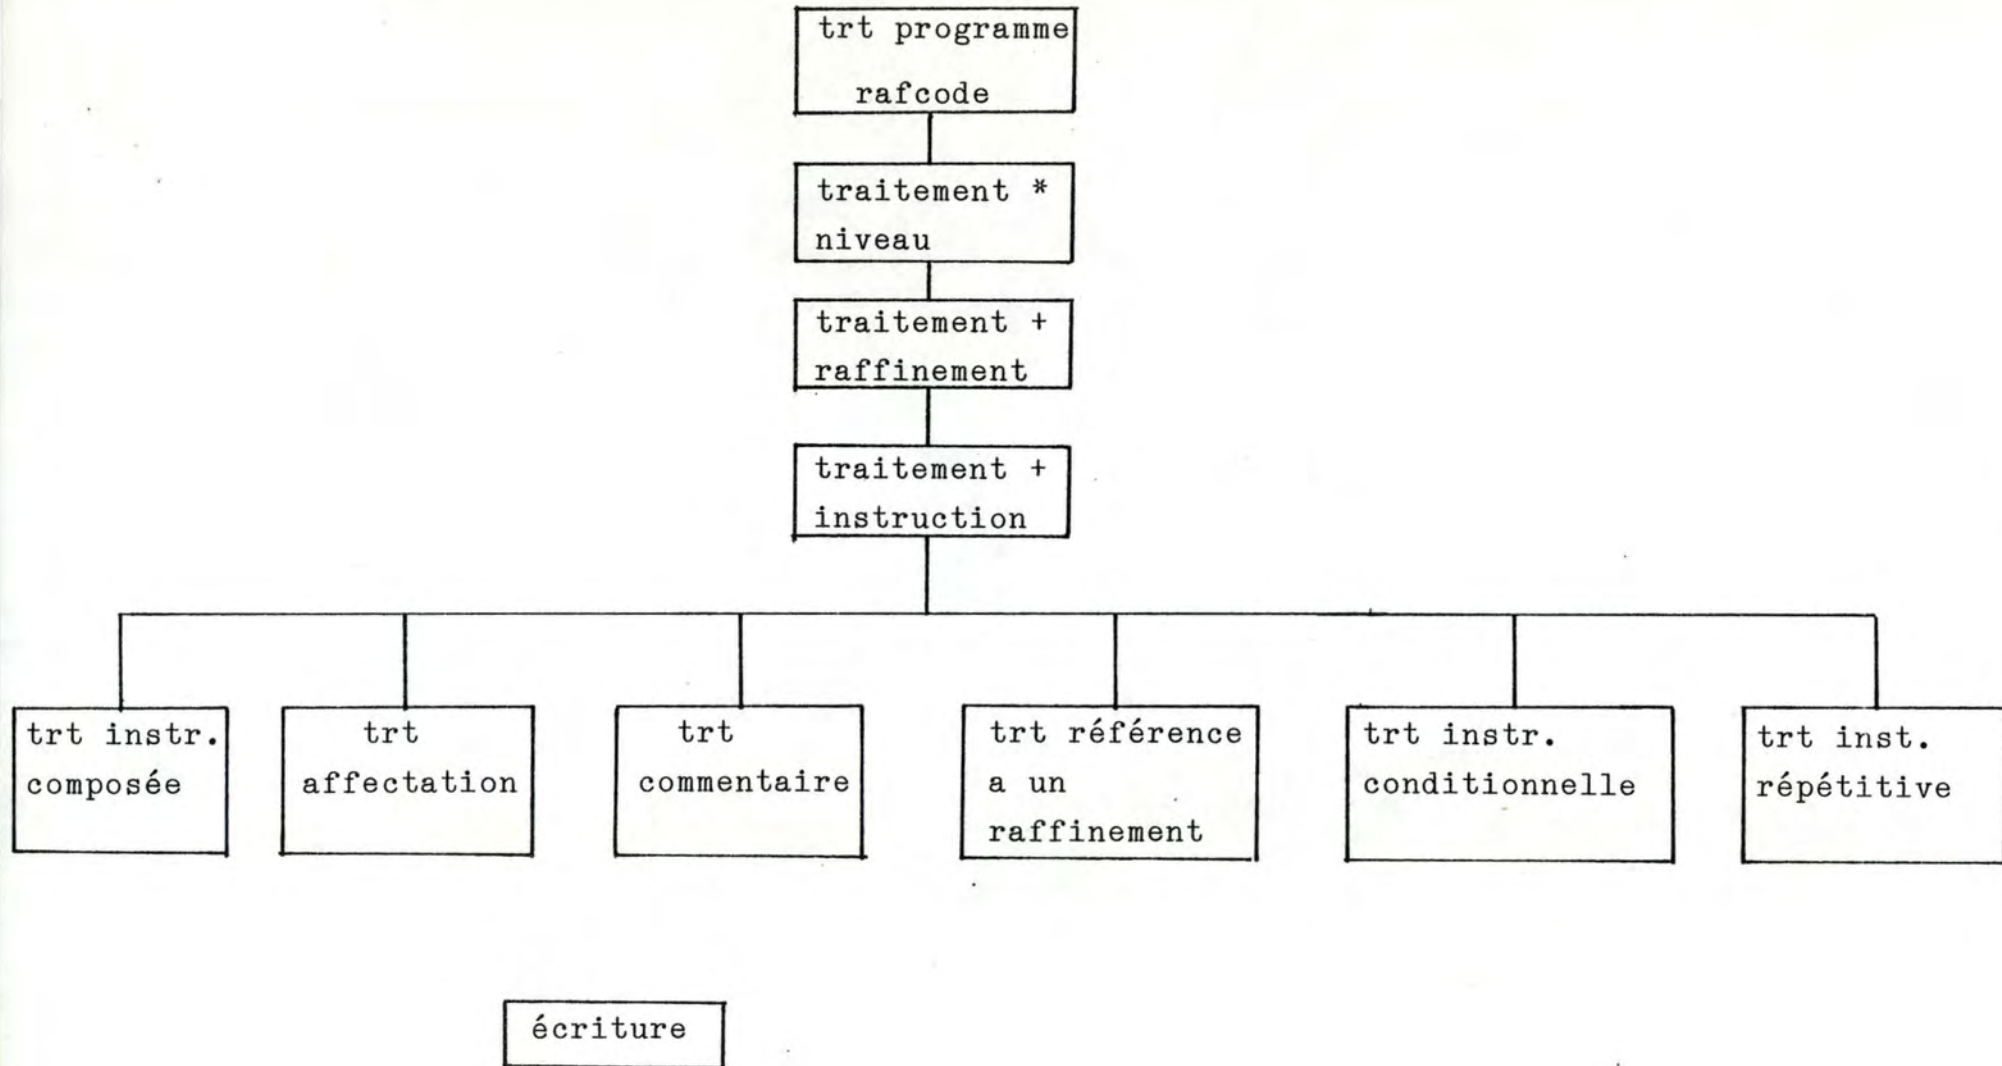 trt programme
rafcode
traitement *
niveau
traitement +
raffinement
traitement +
instruction
trt instr.
composée
trt
affectation
trt
commentaire
trt référence
a un
raffinement
trt instr.
conditionnelle
trt inst.
répétitive
écriture